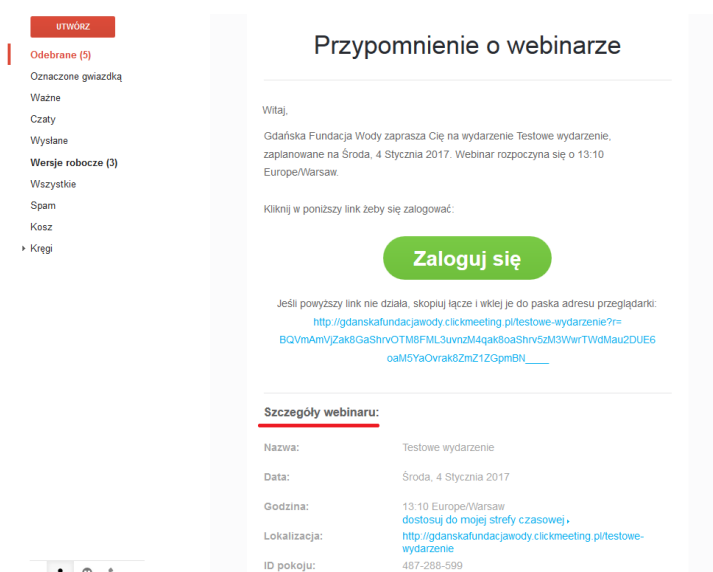 UTWÓRZ
Odebrane (5)
Oznaczone gwiazdką
Ważne
Czaty
Wysłane
Wersje robocze (3)
Wszystkie
Spam
Kosz
Kręgi
Przypomnienie o webinarze
Witaj,
Gdańska Fundacja Wody zaprasza Cię na wydarzenie Testowe wydarzenie,
zaplanowane na Środa, 4 Stycznia 2017. Webinar rozpoczyna się o 13:10
Europe/Warsaw.
Kliknij w poniższy link żeby się zalogować:
Zaloguj się
Jeśli powyższy link nie działa, skopiuj łącze i wklej je do paska adresu przeglądarki:
http://gdanskafundacjawody.clickmeeting.pl/testowe-wydarzenie?r=
BQVmAmVjZak8GaShrvOTM8FML3uvnzM4qak8oaShrv5zM3WwrTWdMau2DUE6
oaM5YaOvrak8ZmZ1ZGpmBN____
Szczegóły webinaru:
Nazwa: Testowe wydarzenie
Data: Środa, 4 Stycznia 2017
Godzina: 13:10 Europe/Warsaw
dostosuj do mojej strefy czasowej
Lokalizacja: http://gdanskafundacjawody.clickmeeting.pl/testowe-
wydarzenie
ID pokoju: 487-288-599